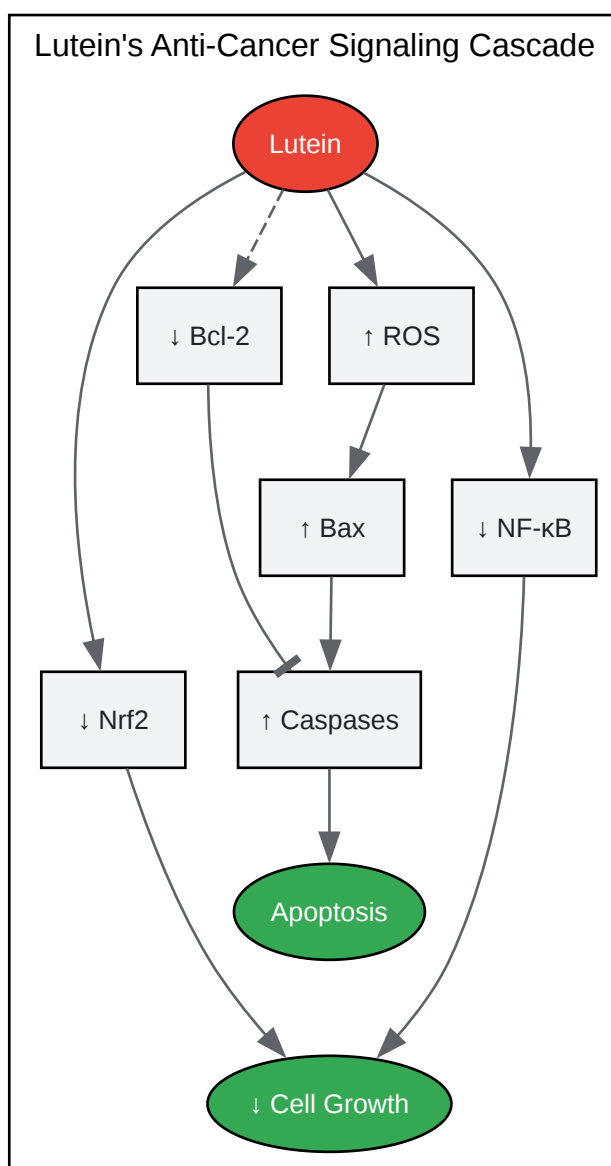 Lutein's Anti-Cancer Signaling Cascade
Lutein
↓ Bcl-2
↑ ROS
↑ Bax
↓ NF-κB
↓ Nrf2
↑ Caspases
Apoptosis
↓ Cell Growth